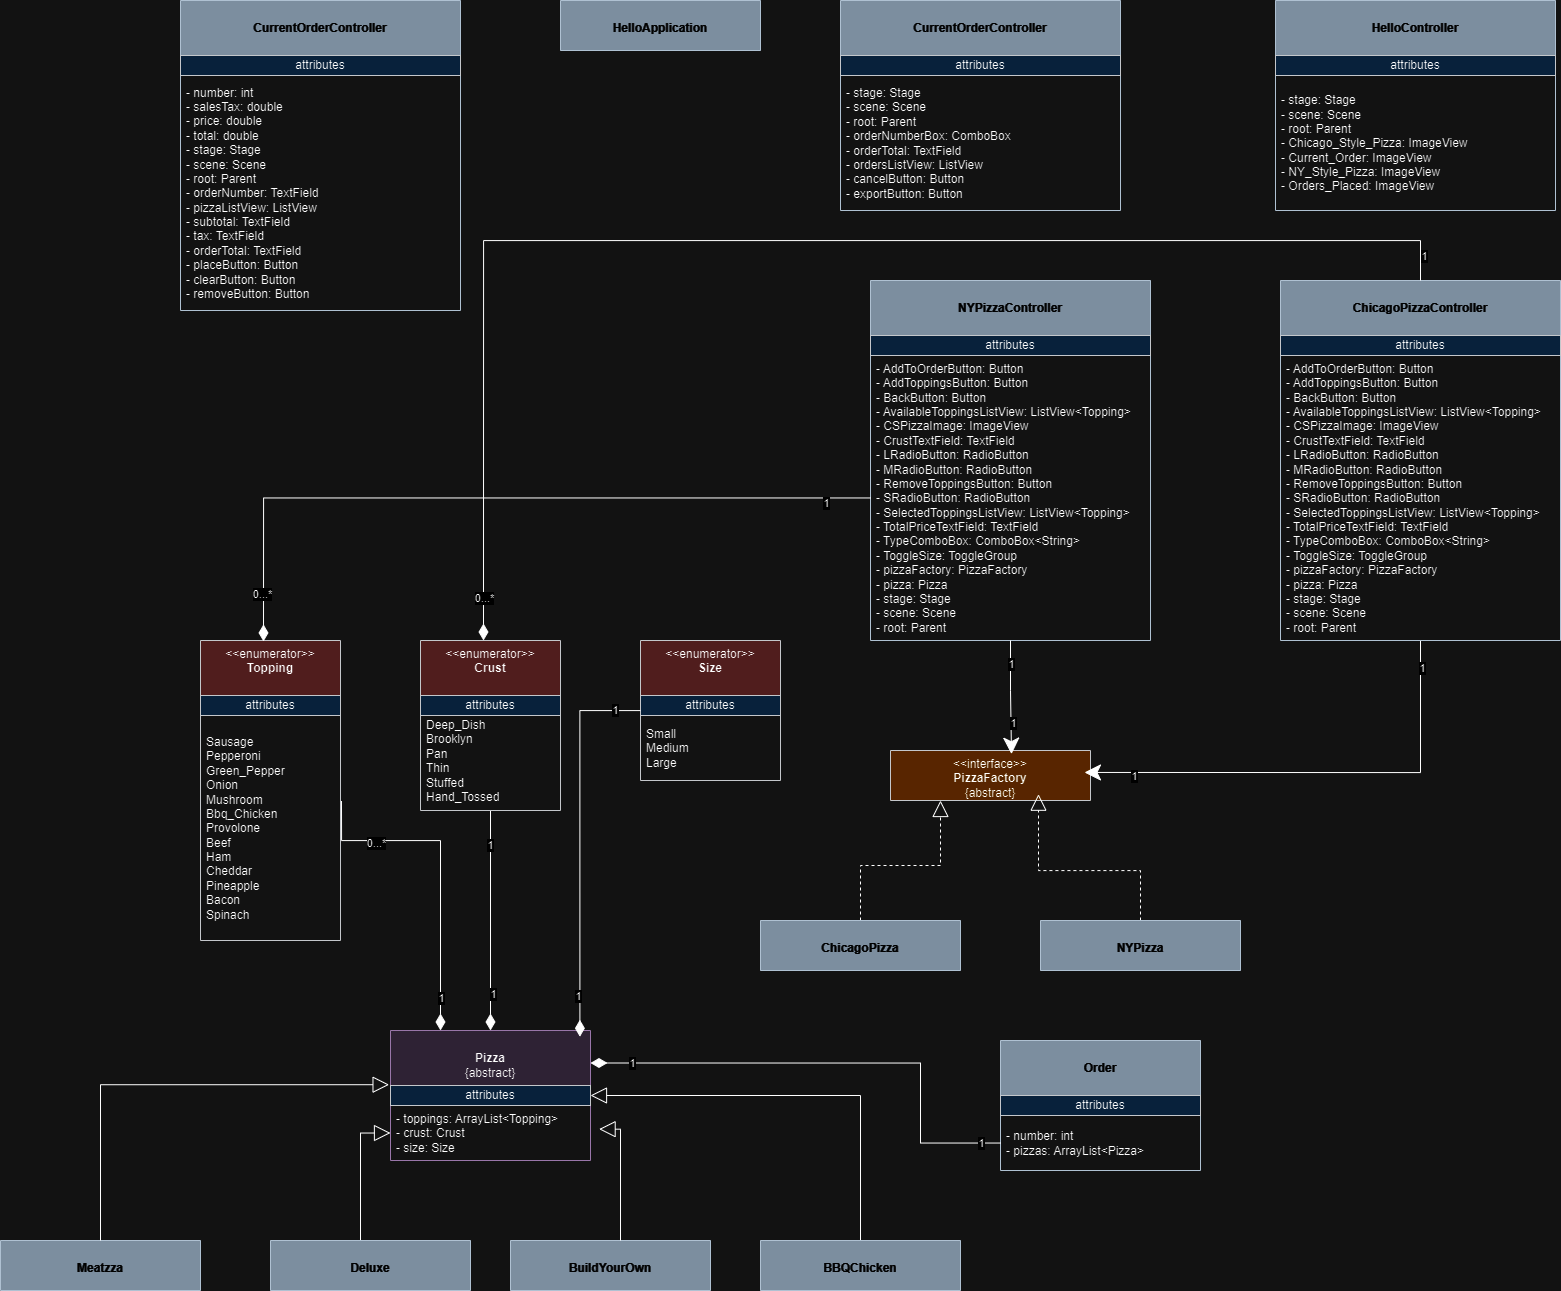 CurrentOrderController
attributes
- number: int
- salesTax: double
- price: double
- total: double
- stage: Stage
- scene: Scene
- root: Parent
- orderNumber: TextField
- pizzaListView: ListView
- subtotal: TextField
- tax: TextField
- orderTotal: TextField
- placeButton: Button
- clearButton: Button
- removeButton: Button
HelloApplication
CurrentOrderController
attributes
- stage: Stage
- scene: Scene
- root: Parent
- orderNumberBox: ComboBox
- orderTotal: TextField
- ordersListView: ListView
- cancelButton: Button
- exportButton: Button
HelloController
attributes
- stage: Stage
- scene: Scene
- root: Parent
- Chicago_Style_Pizza: ImageView
- Current_Order: ImageView
- NY_Style_Pizza: ImageView
- Orders_Placed: ImageView
1
NYPizzaController
attributes
- AddToOrderButton: Button
- AddToppingsButton: Button
- BackButton: Button
- AvailableToppingsListView: ListView<Topping>
- CSPizzaImage: ImageView
- CrustTextField: TextField
- LRadioButton: RadioButton
- MRadioButton: RadioButton
- RemoveToppingsButton: Button
- SRadioButton: RadioButton
- SelectedToppingsListView: ListView<Topping>
- TotalPriceTextField: TextField
- TypeComboBox: ComboBox<String>
- ToggleSize: ToggleGroup
- pizzaFactory: PizzaFactory
- pizza: Pizza
- stage: Stage
- scene: Scene
- root: Parent
ChicagoPizzaController
attributes
- AddToOrderButton: Button
- AddToppingsButton: Button
- BackButton: Button
- AvailableToppingsListView: ListView<Topping>
- CSPizzaImage: ImageView
- CrustTextField: TextField
- LRadioButton: RadioButton
- MRadioButton: RadioButton
- RemoveToppingsButton: Button
- SRadioButton: RadioButton
- SelectedToppingsListView: ListView<Topping>
- TotalPriceTextField: TextField
- TypeComboBox: ComboBox<String>
- ToggleSize: ToggleGroup
- pizzaFactory: PizzaFactory
- pizza: Pizza
- stage: Stage
- scene: Scene
- root: Parent
1
0...*
0...*
<<enumerator>>
Topping
attributes
Sausage
Pepperoni
Green_Pepper
Onion
Mushroom
Bbq_Chicken
Provolone
Beef
Ham
Cheddar
Pineapple
Bacon
Spinach
<<enumerator>>
Crust
attributes
Deep_Dish
Brooklyn
Pan
Thin
Stuffed
Hand_Tossed
<<enumerator>>
Size
attributes
Small
Medium
Large
1
1
1
1
1
<<interface>>
PizzaFactory
{abstract}
0...*
1
ChicagoPizza
NYPizza
1
1
1
Pizza
{abstract}
attributes
- toppings: ArrayList<Topping>
- crust: Crust
- size: Size
1
1
Order
attributes
- number: int
- pizzas: ArrayList<Pizza>
Meatzza
Deluxe
BuildYourOwn
BBQChicken